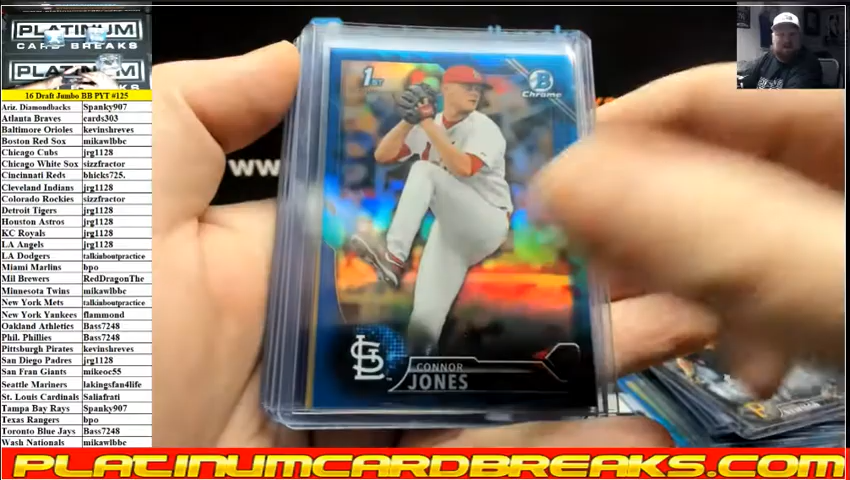 PLATINUM
CARD BREAKS
PLATINUM
16 Draft Jumbo BB PYT #125
Ariz. Diamondbacks Spanky907
Atlanta Braves cards303
Baltimore Orioles kevinshreves
Boston Red Sox mikawlbbc
Chicago Cubs jrg1128
Chicago White Sox sizzfractor
Cincinnati Reds bhicks725.
Cleveland Indians jrg1128
Colorado Rockies sizzfractor
Detroit Tigers jrg1128
Houston Astros jrg1128
KC Royals jrg1128
LA Angels jrg1128
LA Dodgers talkinboutpractice
Miami Marlins bpo
Mil Brewers RedDragonThe
Minnesota Twins mikawlbbc
New York Mets talkinboutpractice
New York Yankees flammond
Oakland Athletics Bass7248
Phil. Phillies Bass7248
Pittsburgh Pirates kevinshreves
San Diego Padres jrg1128
San Fran Giants mikeoc55
Seattle Mariners lakingsfan4life
St. Louis Cardinals Saliafrati
Tampa Bay Rays Spanky907
Texas Rangers bpo
Toronto Blue Jays Bass7248
Wash Nationals mikawlbbc
www
1ST
B
Chrome
STL
CONNOR
JONES
PLATINUMCARDBREAKS.COM